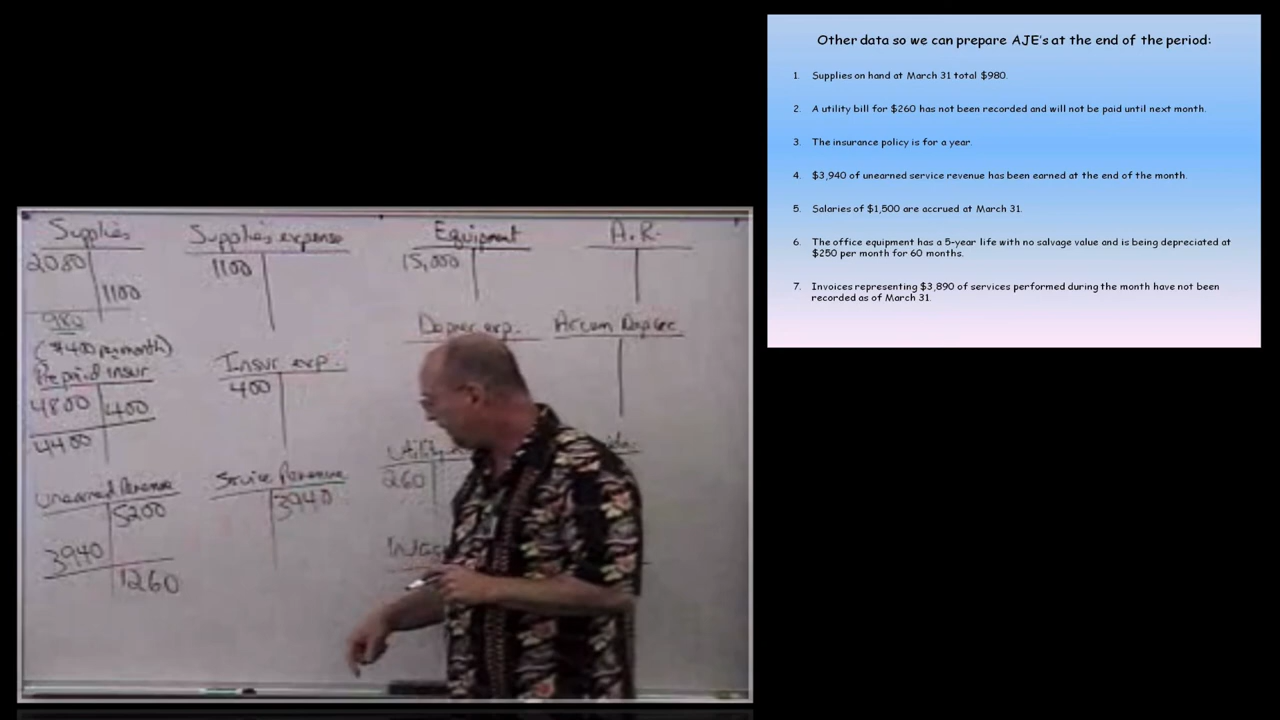 Other data so we can prepare AJE's at the end of the period:
1. Supplies on hand at March 31 total $980.
2. A utility bill for $260 has not been recorded and will not be paid until next month.
3. The insurance policy is for a year.
4. $3,940 of unearned service revenue has been earned at the end of the month.
5. Salaries of $1,500 are accrued at March 31.
6. The office equipment has a 5-year life with no salvage value and is being depreciated at
$250 per month for 60 months.
7. Invoices representing $3,890 of services performed during the month have not been
recorded as of March 31.
Supplies
2080
1100
980
Supplies expense
1100
Equipment
15,000
A.R.
Deprec exp.
Accum Deprec
($400 per month)
Prepaid insur
4800 400
4400
Insur exp.
400
Unearned Revenue
5200
3940
1260
Service Revenue
3940
Utility
260